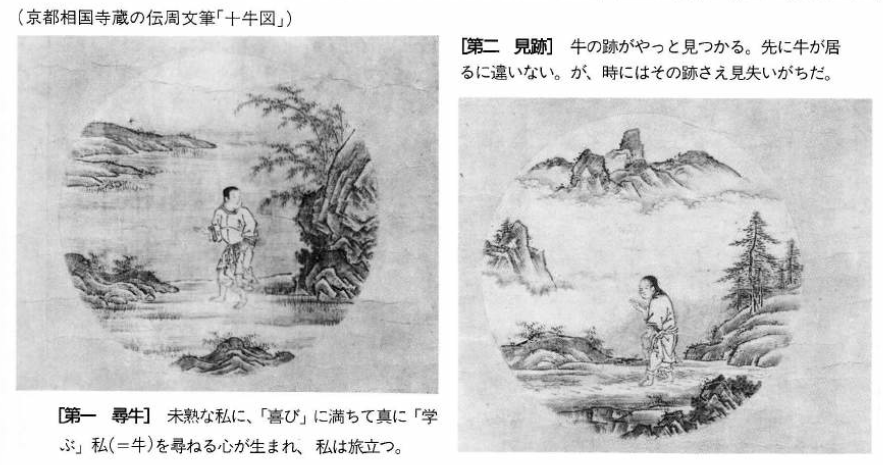 (京都相国寺蔵の伝周文筆「十牛図」)
[第一　尋牛]　未熟な私に、「喜び」に満ちて真に「学
ぶ」私(＝牛)を尋ねる心が生まれ、私は旅立つ。
[第二　見跡]　牛の跡がやっと見つかる。先に牛が居
るに違いない。が、時にはその跡さえ見失いがちだ。